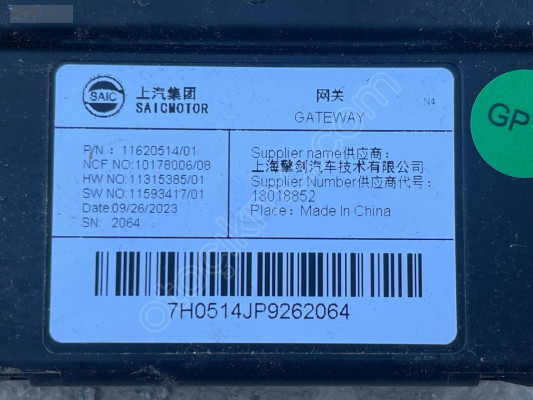 SAIC
上汽集团
SAICMOTOR
网关
GATEWAY
N4
P/N.: 11620514/01
NCF NO:10178006/08
HW NO:11315385/01
SW NO:11593417/01
Date:09/26/2023
SN: 2064
Supplier name供应商:
上海擎剑汽车技术有限公司
Supplier Number供应商代号:
18018852
Place: Made In China
7H0514JP9262064
GP